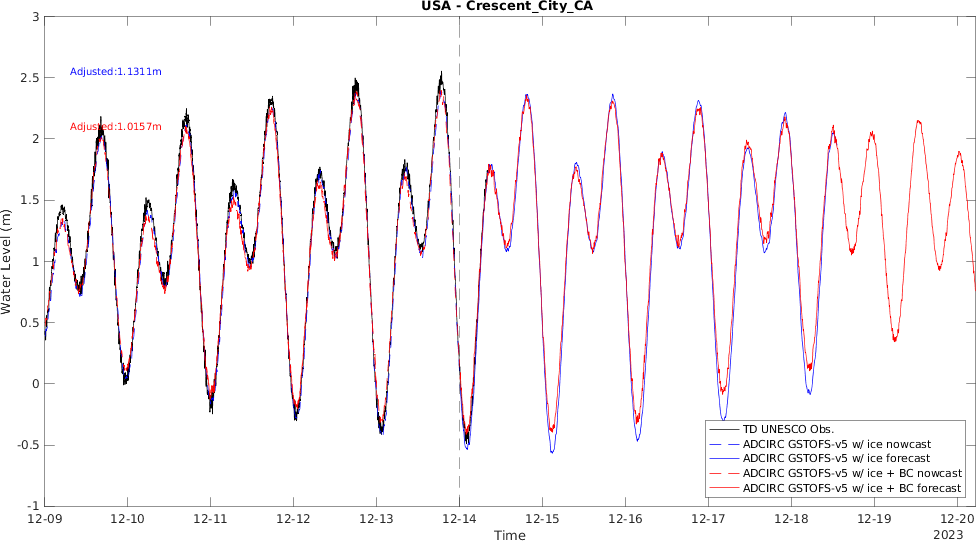 USA - Crescent_City_CA
3
2.5
2
1.5
1
0.5
0
-0.5
-1
Water Level (m)
Adjusted:1.1311m
Adjusted:1.0157m
TD UNESCO Obs.
ADCIRC GSTOFS-v5 w/ ice nowcast
ADCIRC GSTOFS-v5 w/ ice forecast
ADCIRC GSTOFS-v5 w/ ice + BC nowcast
ADCIRC GSTOFS-v5 w/ ice + BC forecast
12-09 12-10 12-11 12-12 12-13 12-14 12-15 12-16 12-17 12-18 12-19 12-20
Time
2023